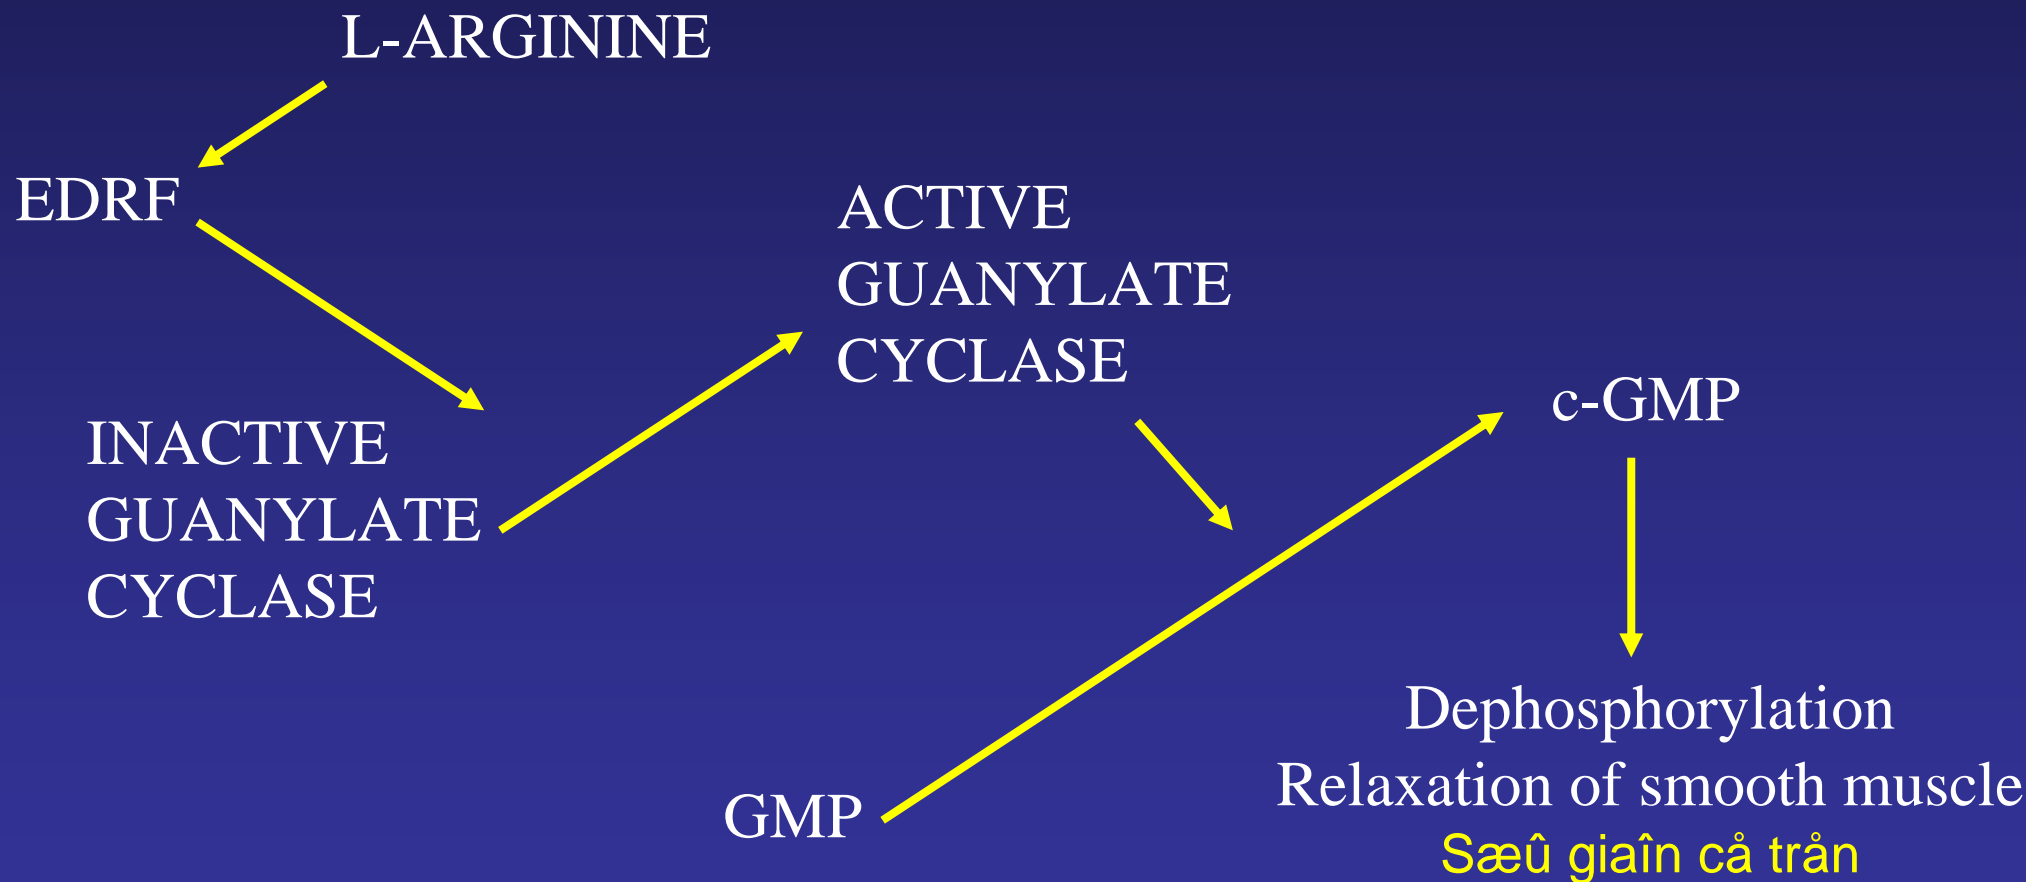 L-ARGININE
EDRF
ACTIVE
GUANYLATE
CYCLASE
c-GMP
INACTIVE
GUANYLATE
CYCLASE
Dephosphorylation
Relaxation of smooth muscle
GMP
Sæû giaîn cå trån